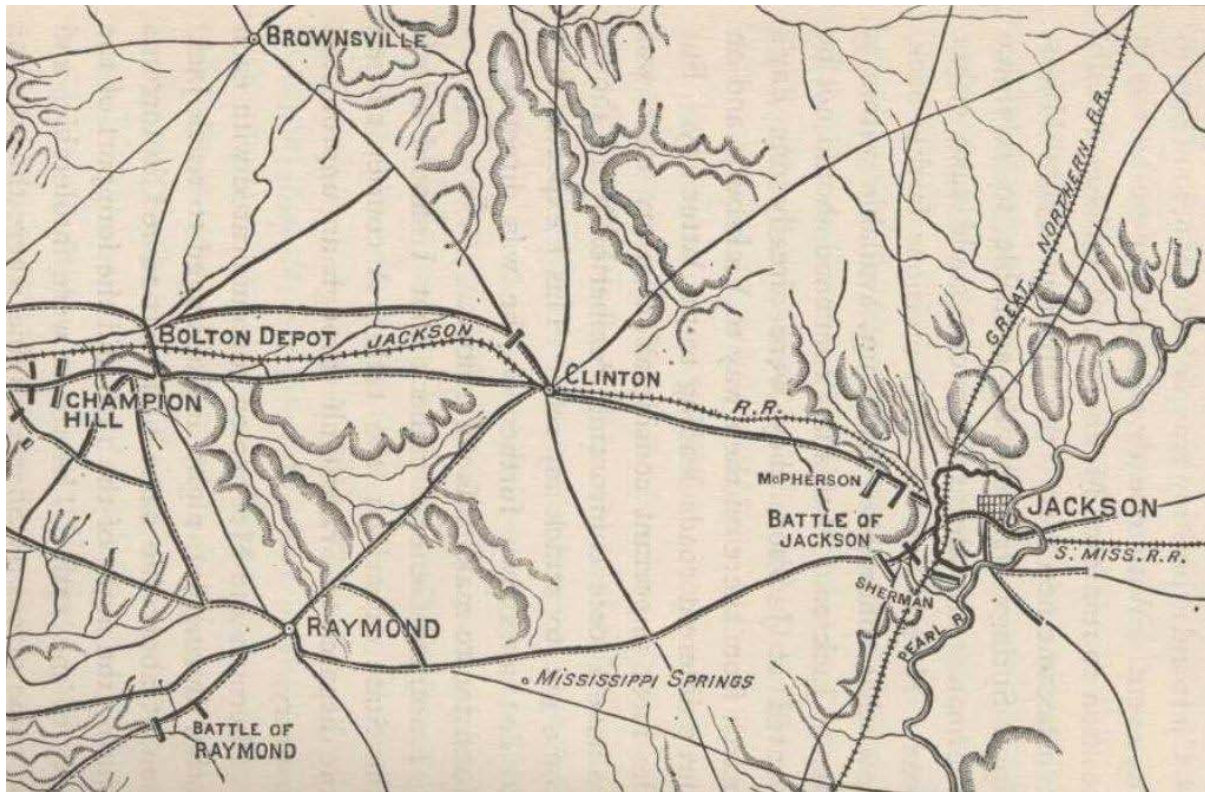 BROWNSVILLE
GREAT NORTHERN R.R.
BOLTON DEPOT
JACKSON
R.R.
CLINTON
CHAMPION
HILL
McPHERSON
BATTLE OF
JACKSON
JACKSON
S. MISS. R.R.
SHERMAN
PEARL R.
RAYMOND
MISSISSIPPI SPRINGS
BATTLE OF
RAYMOND